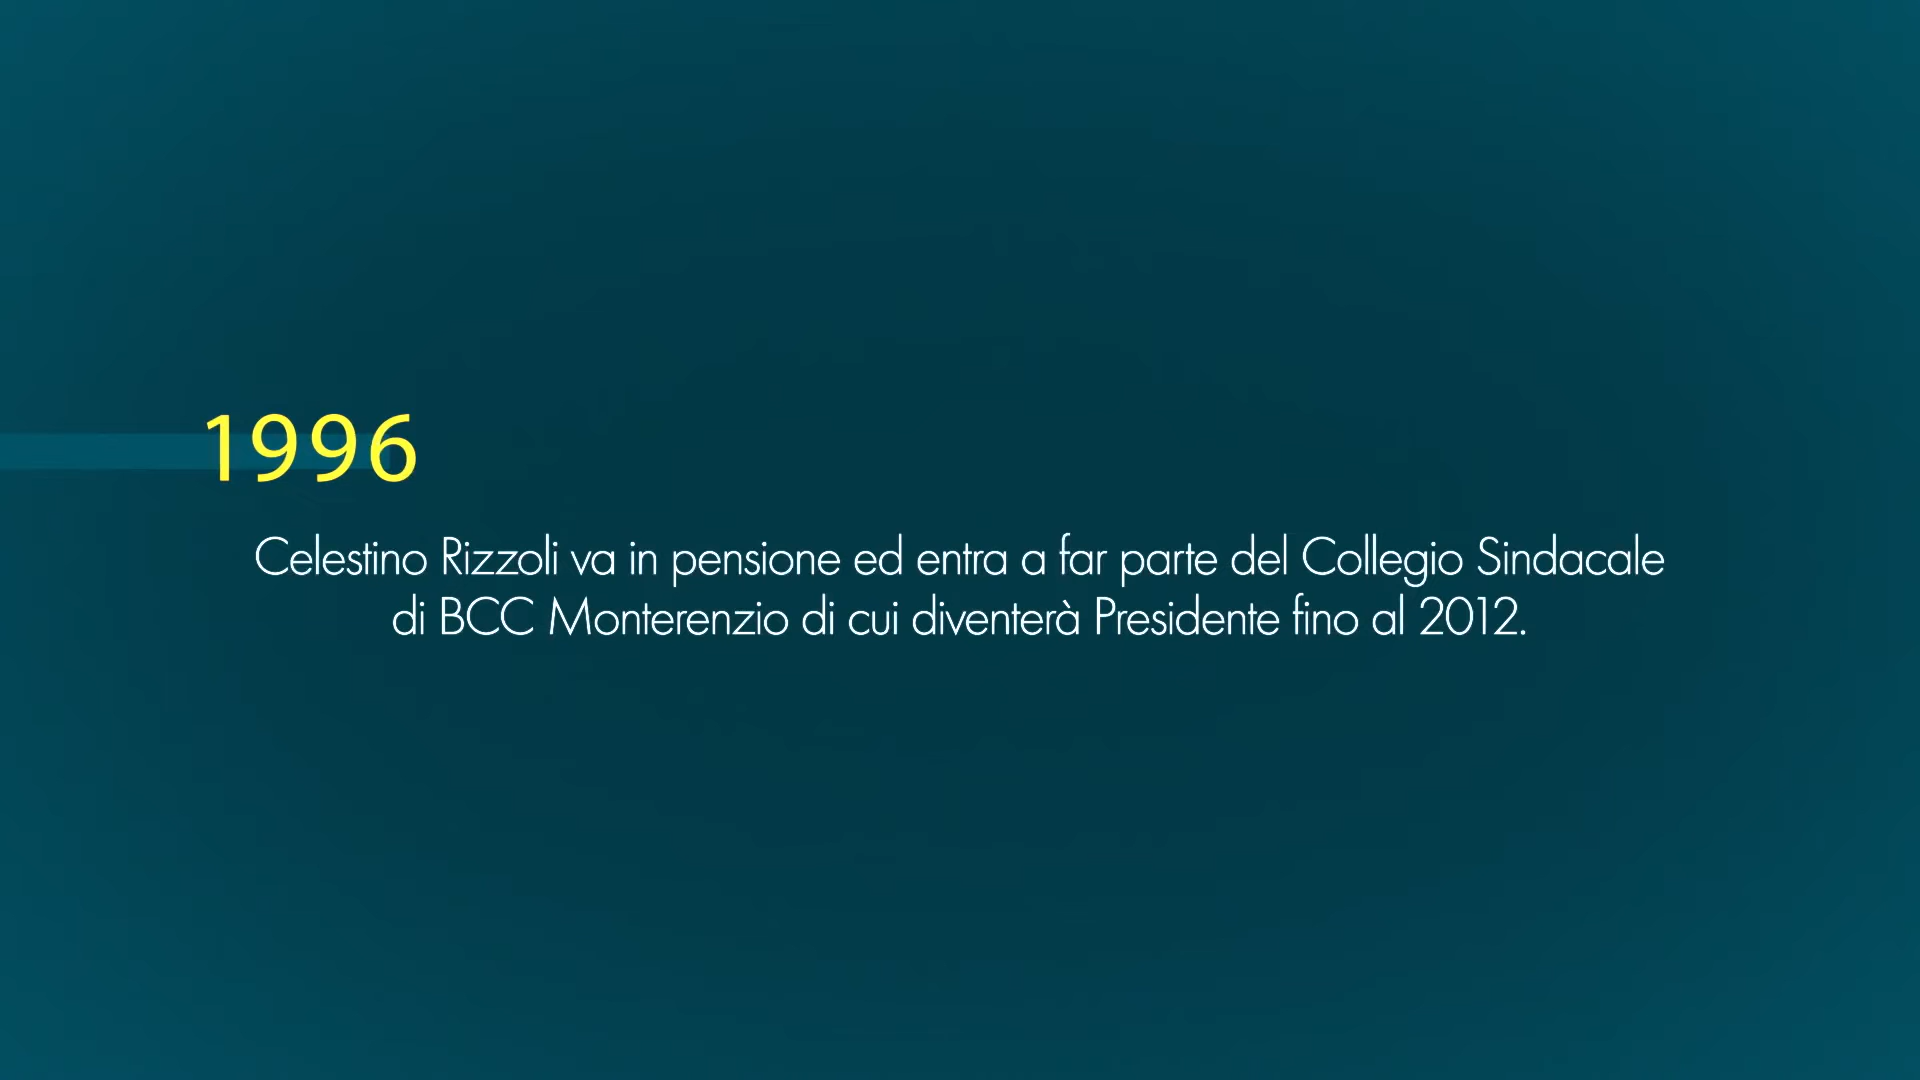 1996
Celestino Rizzoli va in pensione ed entra a far parte del Collegio Sindacale
di BCC Monterenzio di cui diventerà Presidente fino al 2012.